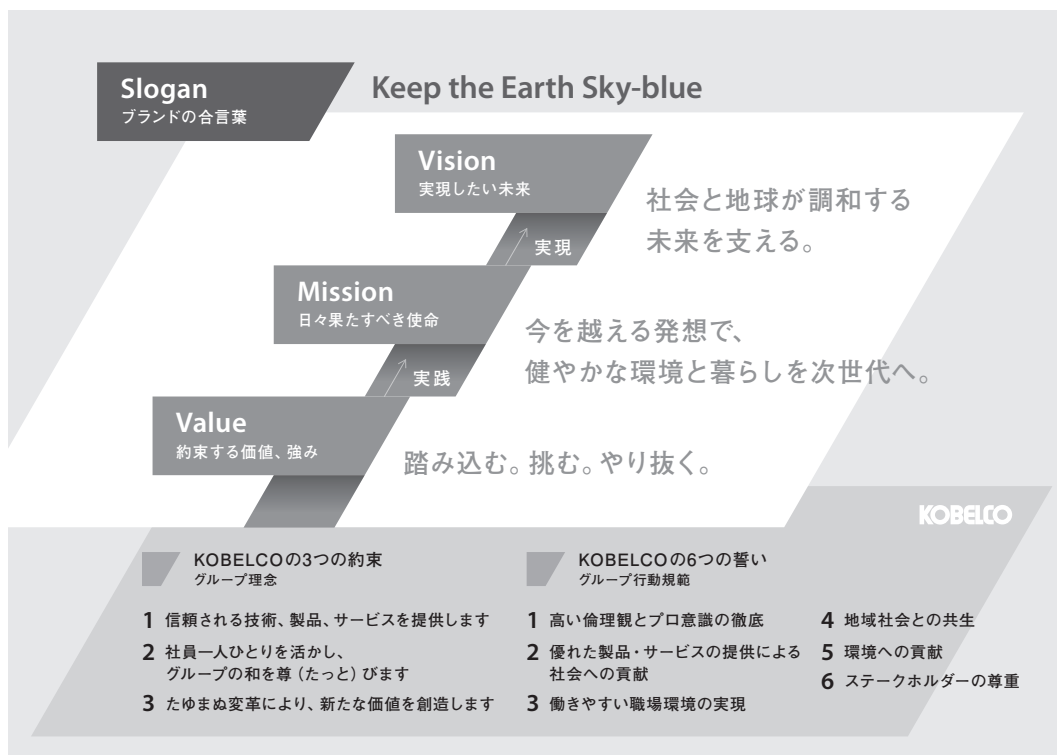 Slogan
ブランドの合言葉
Keep the Earth Sky-blue
Vision
実現したい未来
社会と地球が調和する
未来を支える。
実現
Mission
日々果たすべき使命
今を越える発想で、
健やかな環境と暮らしを次世代へ。
実践
Value
約束する価値、強み
踏み込む。挑む。やり抜く。
KOBELCO
KOBELCOの3つの約束
グループ理念
1 信頼される技術、製品、サービスを提供します
2 社員一人ひとりを活かし、
グループの和を尊（たっと）びます
3 たゆまぬ変革により、新たな価値を創造します
KOBELCOの6つの誓い
グループ行動規範
1 高い倫理観とプロ意識の徹底
2 優れた製品・サービスの提供による
社会への貢献
3 働きやすい職場環境の実現
4 地域社会との共生
5 環境への貢献
6 ステークホルダーの尊重